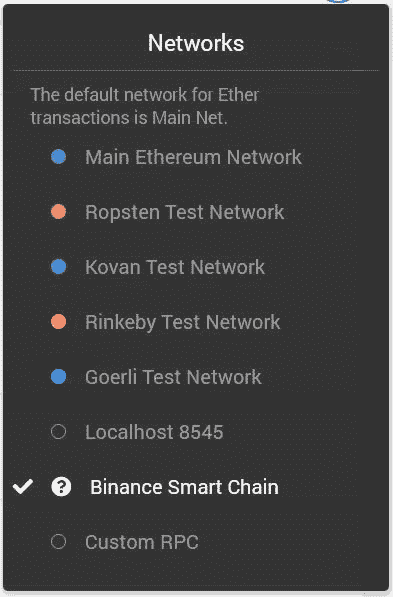 Networks
The default network for Ether
transactions is Main Net.
Main Ethereum Network
Ropsten Test Network
Kovan Test Network
Rinkeby Test Network
Goerli Test Network
Localhost 8545
? Binance Smart Chain
Custom RPC